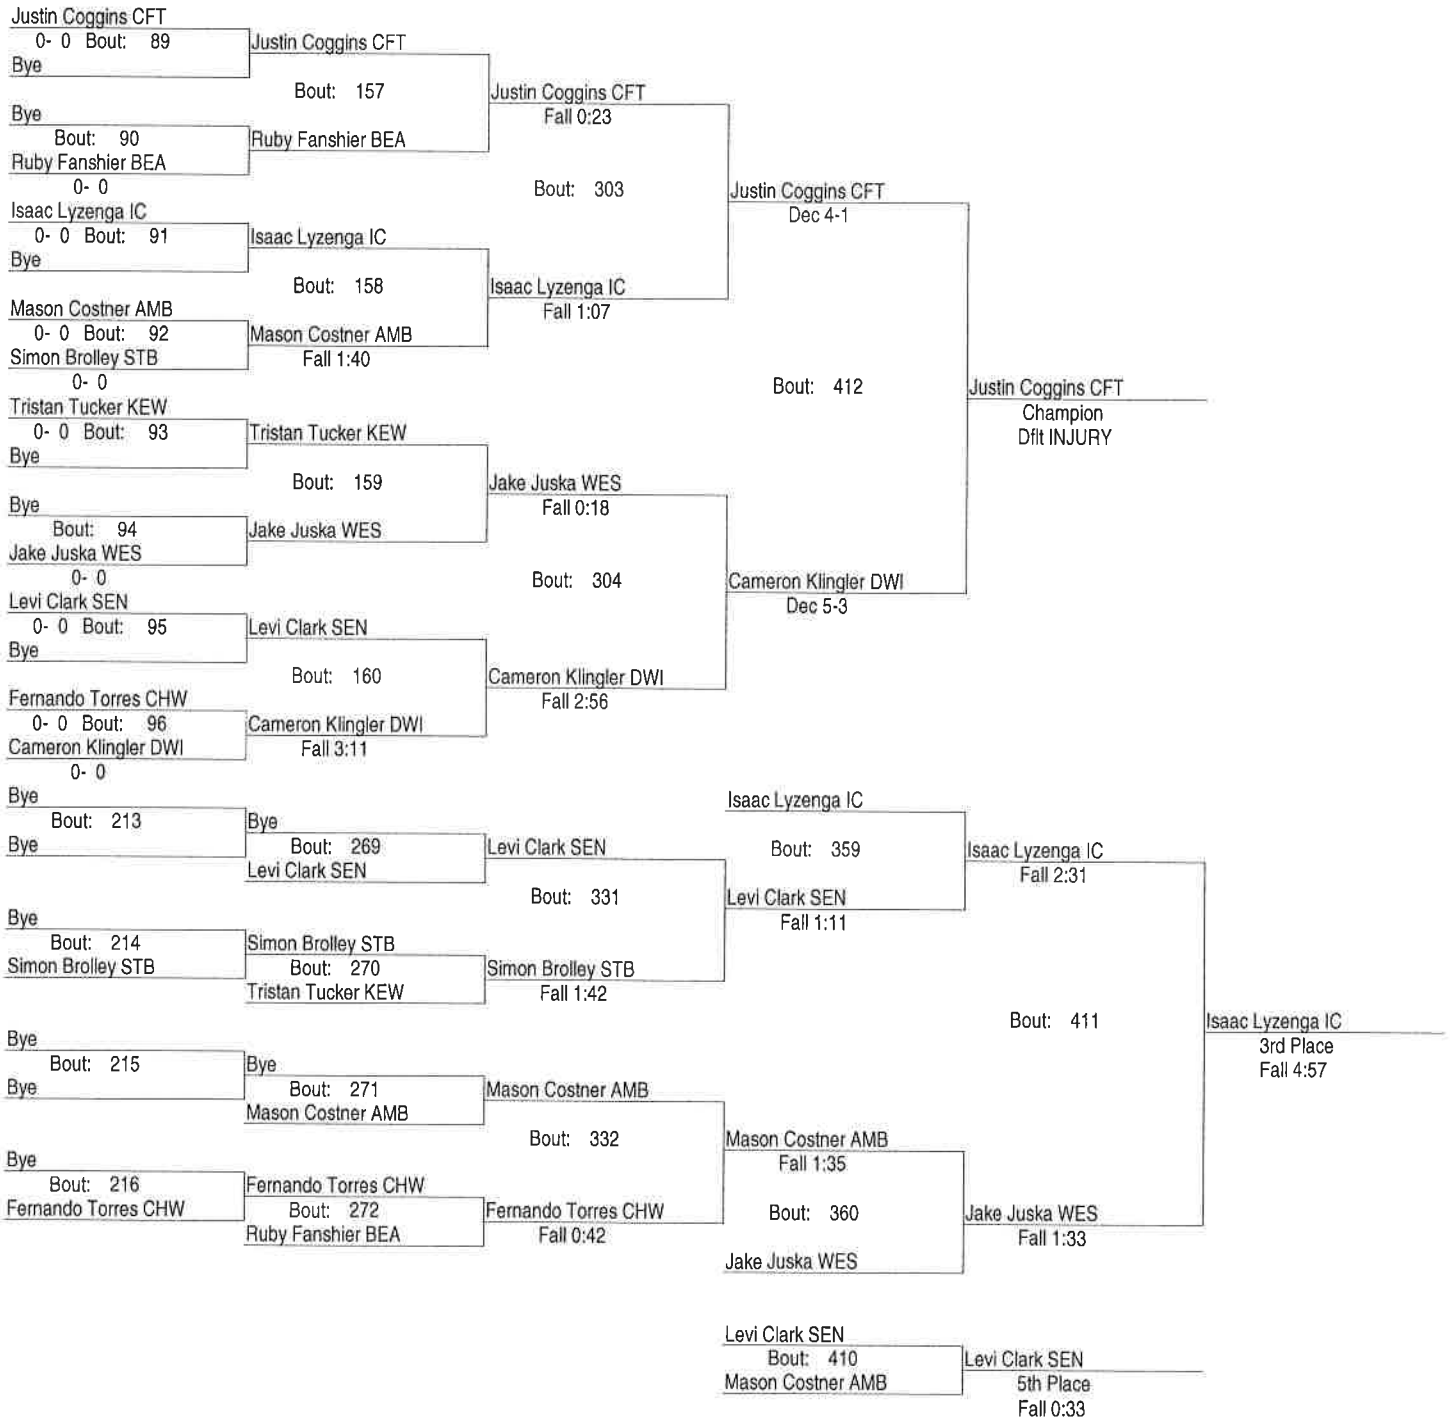 Justin Coggins CFT
0- 0 Bout: 89
Bye
Justin Coggins CFT
Bout: 157
Bye
Bout: 90
Ruby Fanshier BEA
0- 0
Ruby Fanshier BEA
Justin Coggins CFT
Fall 0:23
Bout: 303
Isaac Lyzenga IC
0- 0 Bout: 91
Bye
Isaac Lyzenga IC
Bout: 158
Mason Costner AMB
0- 0 Bout: 92
Simon Brolley STB
0- 0
Mason Costner AMB
Fall 1:40
Isaac Lyzenga IC
Fall 1:07
Justin Coggins CFT
Dec 4-1
Bout: 412
Justin Coggins CFT
Champion
Dflt INJURY
Tristan Tucker KEW
0- 0 Bout: 93
Bye
Tristan Tucker KEW
Bout: 159
Bye
Bout: 94
Jake Juska WES
0- 0
Jake Juska WES
Jake Juska WES
Fall 0:18
Bout: 304
Levi Clark SEN
0- 0 Bout: 95
Bye
Levi Clark SEN
Bout: 160
Fernando Torres CHW
0- 0 Bout: 96
Cameron Klingler DWI
0- 0
Cameron Klingler DWI
Fall 3:11
Cameron Klingler DWI
Fall 2:56
Cameron Klingler DWI
Dec 5-3
Bye
Bout: 213
Bye
Bye
Bout: 269
Levi Clark SEN
Levi Clark SEN
Bout: 331
Bye
Bout: 214
Simon Brolley STB
Simon Brolley STB
Bout: 270
Tristan Tucker KEW
Simon Brolley STB
Fall 1:42
Isaac Lyzenga IC
Bout: 359
Levi Clark SEN
Fall 1:11
Isaac Lyzenga IC
Fall 2:31
Bout: 411
Isaac Lyzenga IC
3rd Place
Fall 4:57
Bye
Bout: 215
Bye
Bye
Bout: 271
Mason Costner AMB
Mason Costner AMB
Bout: 332
Bye
Bout: 216
Fernando Torres CHW
Fernando Torres CHW
Bout: 272
Ruby Fanshier BEA
Fernando Torres CHW
Fall 0:42
Mason Costner AMB
Fall 1:35
Bout: 360
Jake Juska WES
Jake Juska WES
Fall 1:33
Levi Clark SEN
Bout: 410
Mason Costner AMB
Levi Clark SEN
5th Place
Fall 0:33